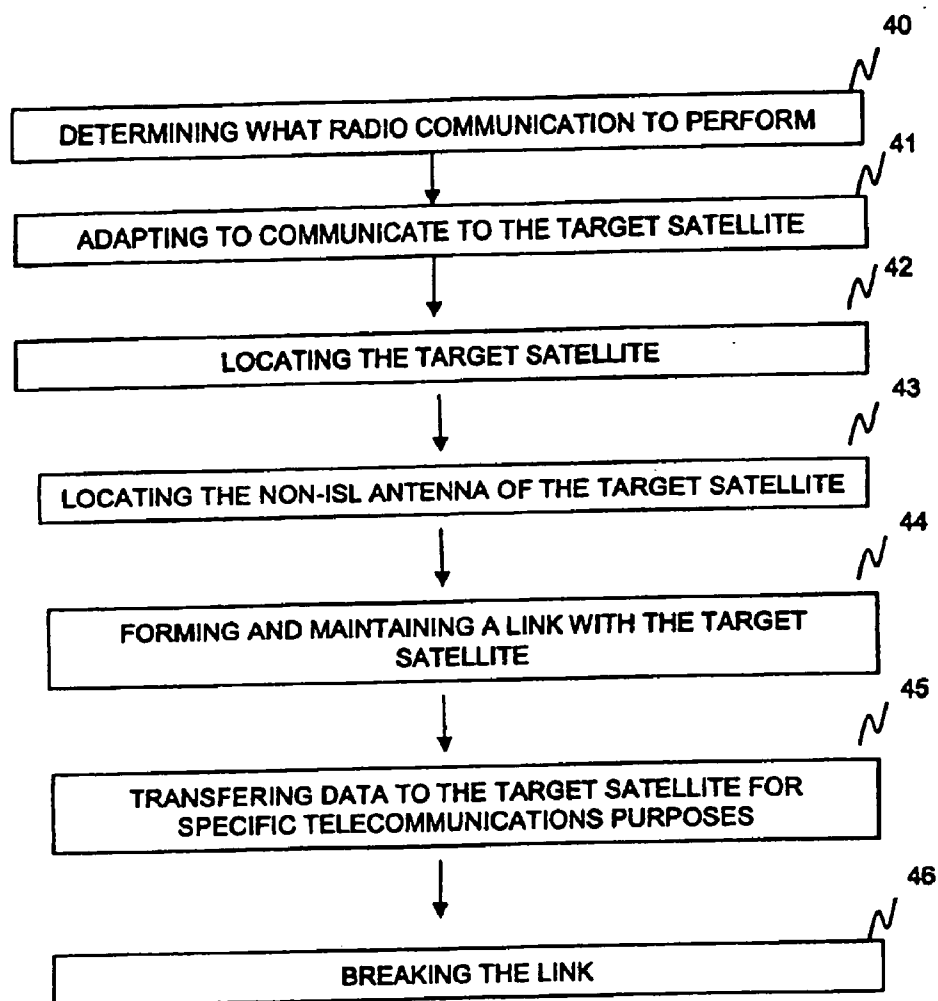 40
DETERMINING WHAT RADIO COMMUNICATION TO PERFORM
41
ADAPTING TO COMMUNICATE TO THE TARGET SATELLITE
42
LOCATING THE TARGET SATELLITE
43
LOCATING THE NON-ISL ANTENNA OF THE TARGET SATELLITE
44
FORMING AND MAINTAINING A LINK WITH THE TARGET
SATELLITE
45
TRANSFERING DATA TO THE TARGET SATELLITE FOR
SPECIFIC TELECOMMUNICATIONS PURPOSES
46
BREAKING THE LINK